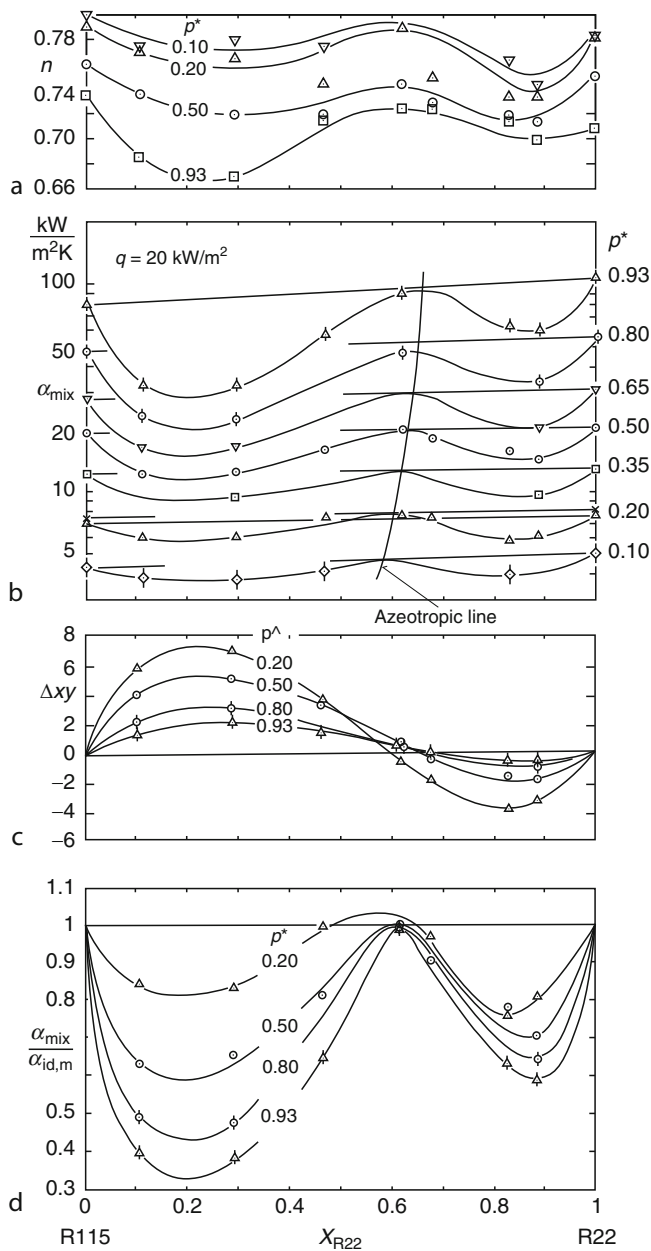 p*
0.78
0.10
n
0.20
0.74
0.50
0.70
0.93
a
0.66
kW
m²K
q = 20 kW/m²
p*
100
0.93
0.80
50
αmix
0.65
20
0.50
0.35
10
0.20
5
0.10
b
Azeotropic line
8
p^
6
0.20
Δxy
4
0.50
2
0.80
0.93
0
−2
−4
c
−6
1.1
1
p*
0.9
0.20
0.8
0.7
0.50
αmix
αid,m
0.6
0.80
0.5
0.93
0.4
d
0.3
0 0.2 0.4 0.6 0.8 1
R115 XR22 R22